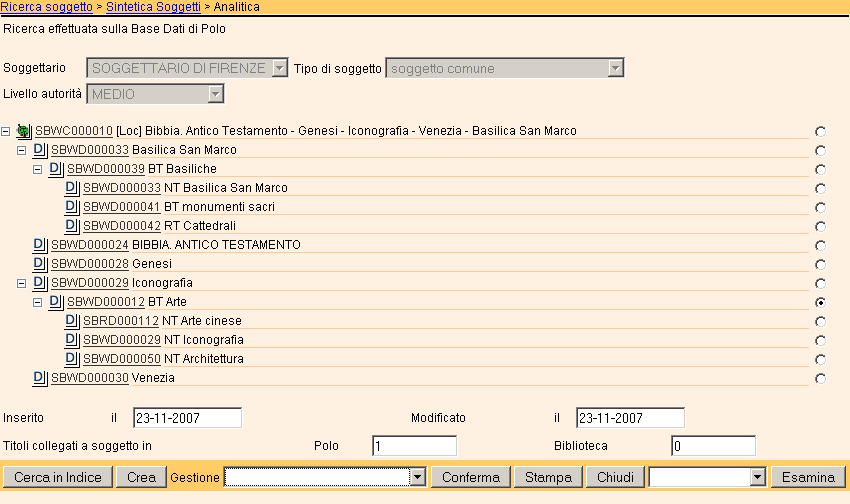 Ricerca soggetto > Sintetica Soggetti > Analitica
Ricerca effettuata sulla Base Dati di Polo
Soggettario SOGGETTARIO DI FIRENZE Tipo di soggetto soggetto comune
Livello autorità MEDIO
SBWC000010 [Loc] Bibbia. Antico Testamento - Genesi - Iconografia - Venezia - Basilica San Marco
D SBWD000033 Basilica San Marco
D SBWD000039 BT Basiliche
D SBWD000033 NT Basilica San Marco
D SBWD000041 BT monumenti sacri
D SBWD000042 RT Cattedrali
D SBWD000024 BIBBIA. ANTICO TESTAMENTO
D SBWD000028 Genesi
D SBWD000029 Iconografia
D SBWD000012 BT Arte
D SBRD000112 NT Arte cinese
D SBWD000029 NT Iconografia
D SBWD000050 NT Architettura
D SBWD000030 Venezia
Inserito il 23-11-2007 Modificato il 23-11-2007
Titoli collegati a soggetto in Polo 1 Biblioteca 0
Cerca in Indice Crea Gestione Conferma Stampa Chiudi Esamina